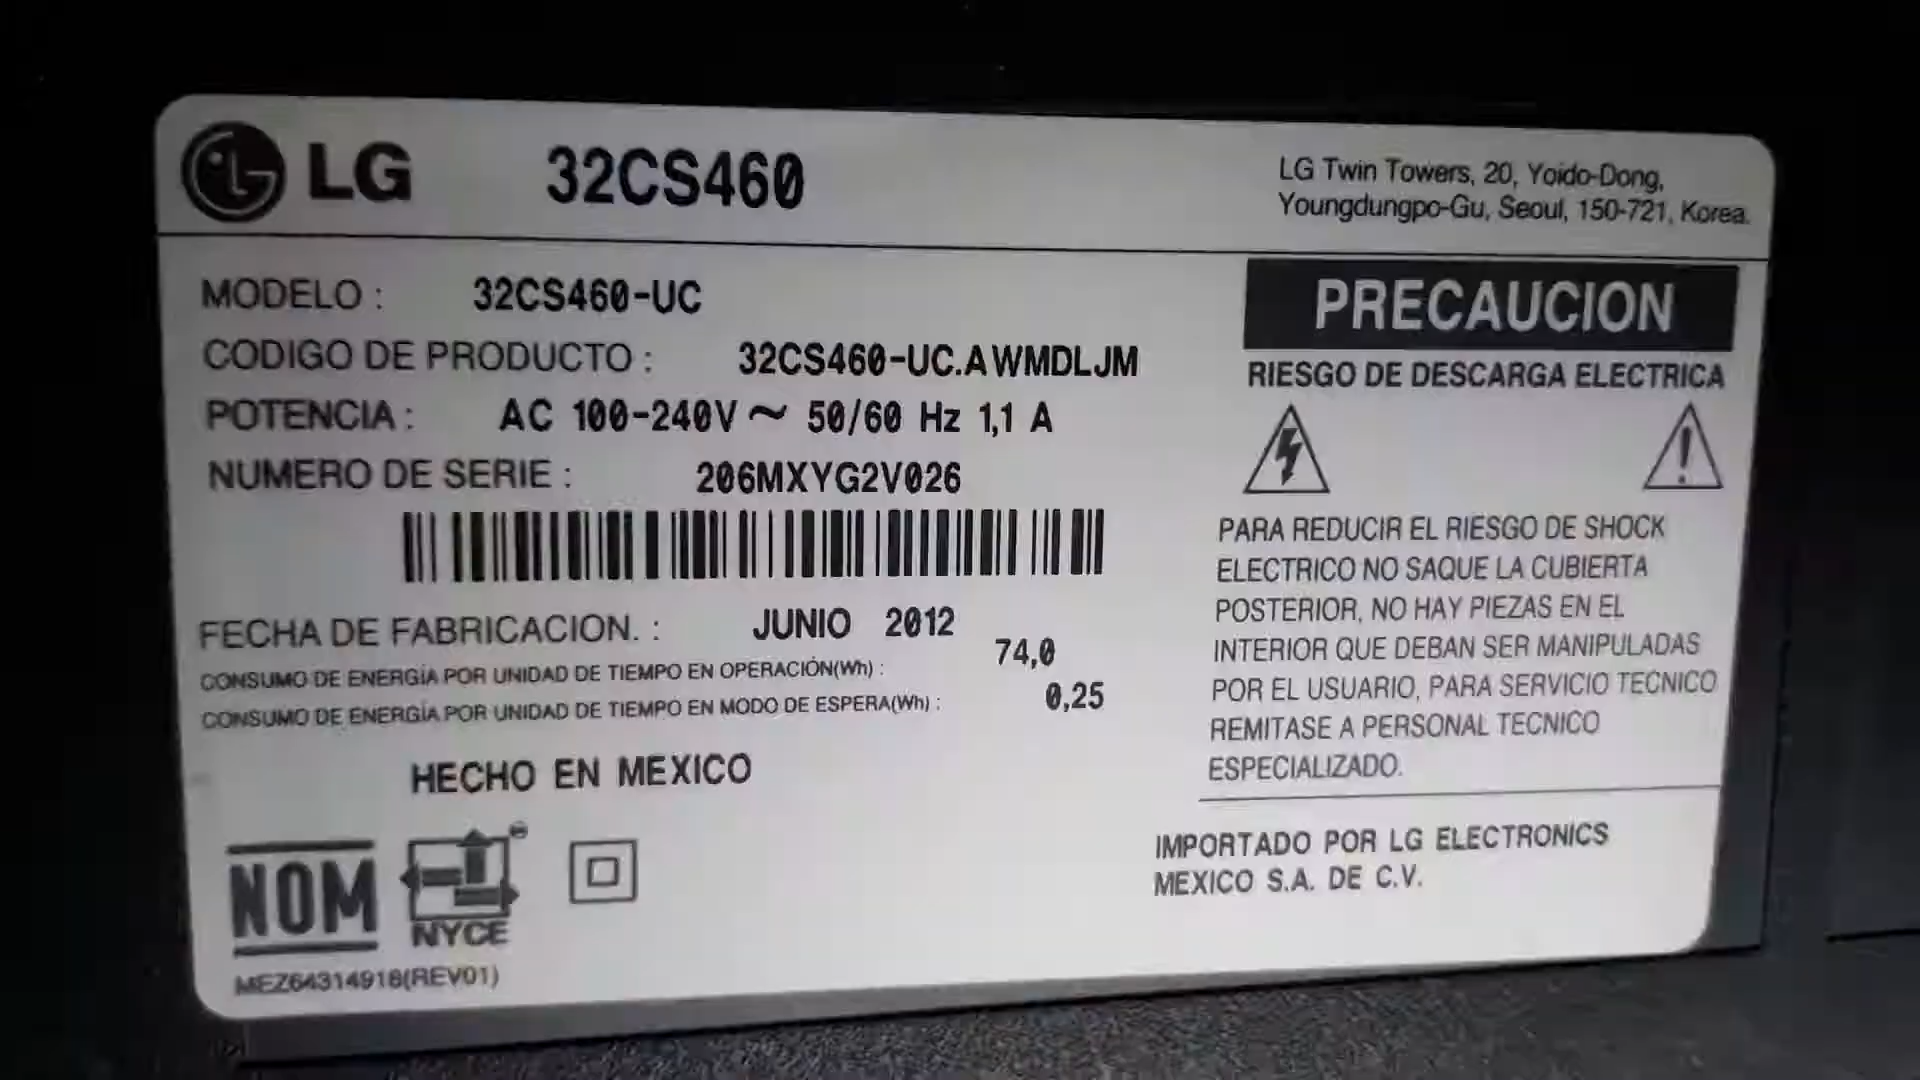 LG 32CS460
LG Twin Towers, 20, Yoido-Dong,
Youngdungpo-Gu, Seoul, 150-721, Korea.
MODELO : 32CS460-UC
CODIGO DE PRODUCTO : 32CS460-UC.AWMDLJM
POTENCIA : AC 100-240V ~ 50/60 Hz 1,1 A
NUMERO DE SERIE : 206MXYG2V026
FECHA DE FABRICACION. : JUNIO 2012
CONSUMO DE ENERGÍA POR UNIDAD DE TIEMPO EN OPERACIÓN(Wh) : 74,0
CONSUMO DE ENERGÍA POR UNIDAD DE TIEMPO EN MODO DE ESPERA(Wh) : 0,25
HECHO EN MEXICO
NOM
NYCE
MEZ64314918(REV01)
PRECAUCION
RIESGO DE DESCARGA ELECTRICA
PARA REDUCIR EL RIESGO DE SHOCK
ELECTRICO NO SAQUE LA CUBIERTA
POSTERIOR, NO HAY PIEZAS EN EL
INTERIOR QUE DEBAN SER MANIPULADAS
POR EL USUARIO, PARA SERVICIO TECNICO
REMITASE A PERSONAL TECNICO
ESPECIALIZADO.
IMPORTADO POR LG ELECTRONICS
MEXICO S.A. DE C.V.